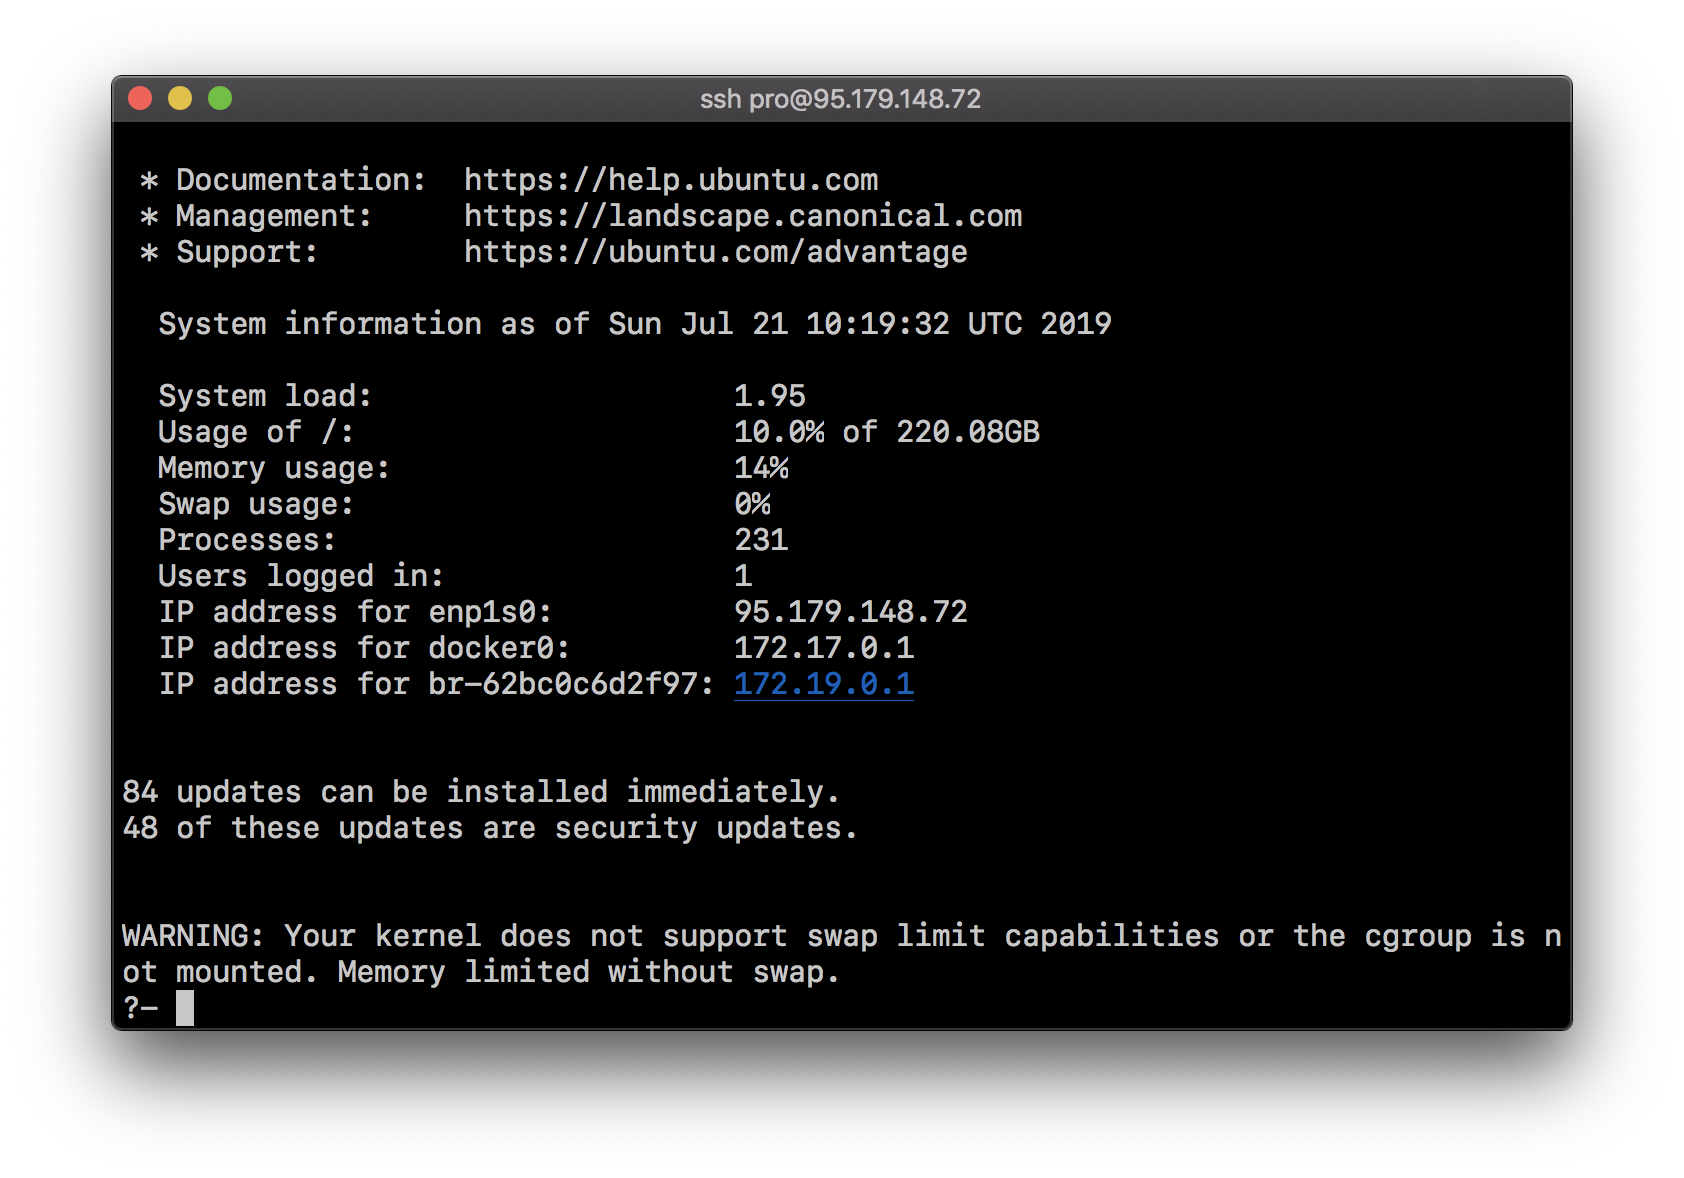 ssh pro@95.179.148.72
* Documentation:  https://help.ubuntu.com
* Management:     https://landscape.canonical.com
* Support:        https://ubuntu.com/advantage
System information as of Sun Jul 21 10:19:32 UTC 2019
System load:                    1.95
Usage of /:                     10.0% of 220.08GB
Memory usage:                   14%
Swap usage:                     0%
Processes:                      231
Users logged in:                1
IP address for enp1s0:          95.179.148.72
IP address for docker0:         172.17.0.1
IP address for br-62bc0c6d2f97: 172.19.0.1
84 updates can be installed immediately.
48 of these updates are security updates.
WARNING: Your kernel does not support swap limit capabilities or the cgroup is n
ot mounted. Memory limited without swap.
?-